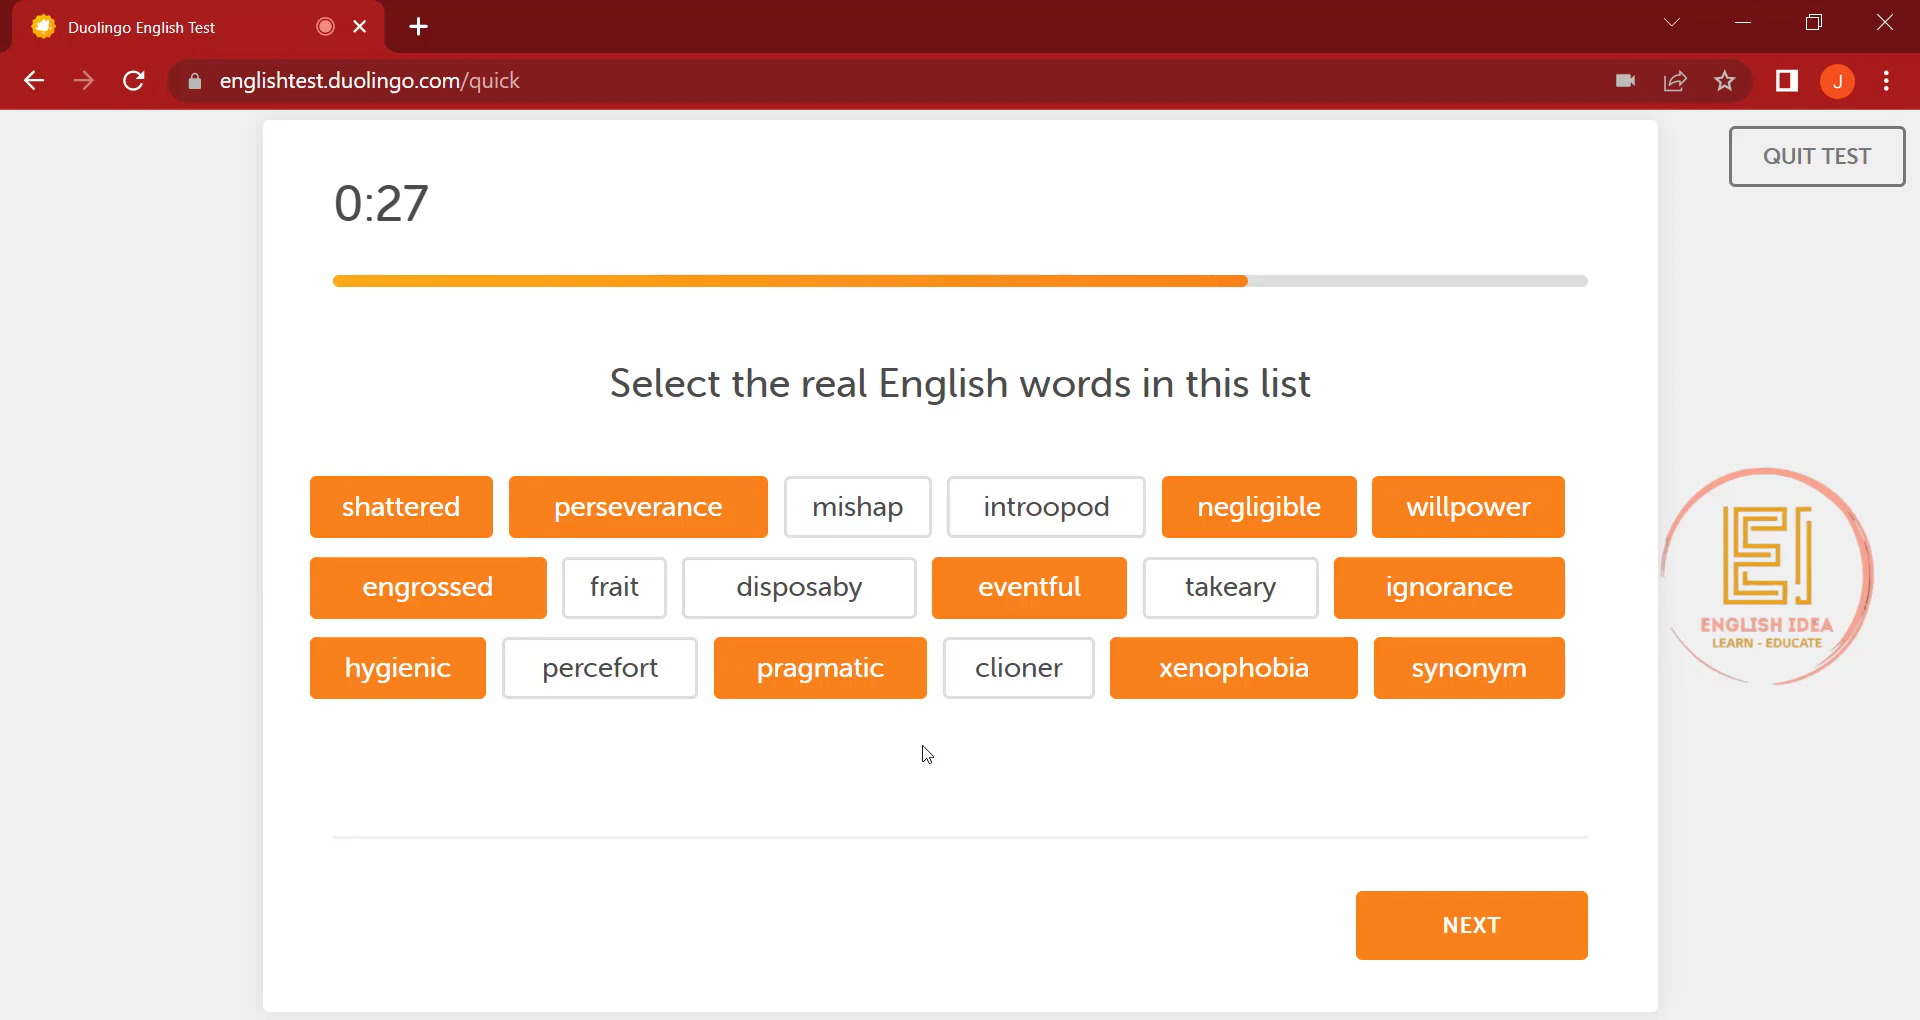 Duolingo English Test
englishtest.duolingo.com/quick
J
QUIT TEST
0:27
Select the real English words in this list
shattered perseverance mishap introopod negligible willpower
engrossed frait disposaby eventful takeary ignorance
hygienic percefort pragmatic clioner xenophobia synonym
EI
ENGLISH IDEA
LEARN - EDUCATE
NEXT